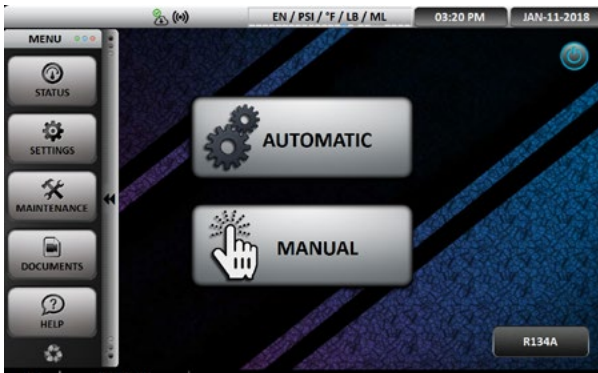 EN / PSI / °F / LB / ML
03:20 PM
JAN-11-2018
MENU
STATUS
SETTINGS
MAINTENANCE
DOCUMENTS
HELP
AUTOMATIC
MANUAL
R134A